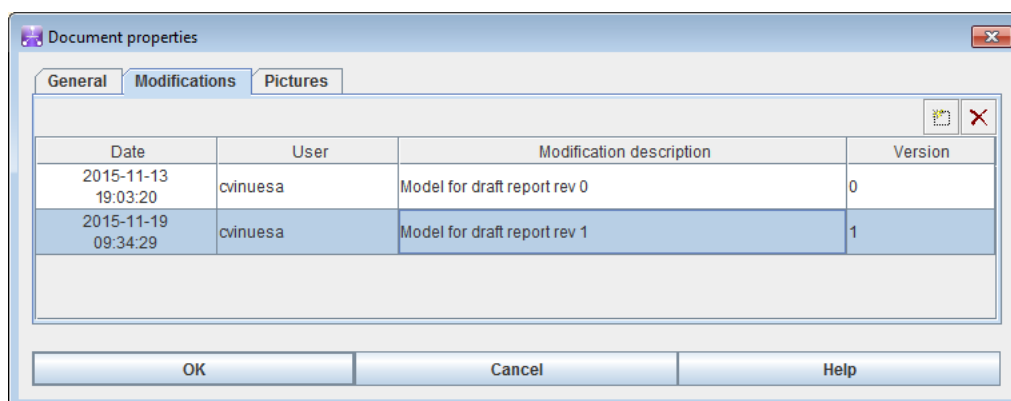 Document properties
General Modifications Pictures
Date User Modification description Version
2015-11-13
19:03:20 cvinuesa Model for draft report rev 0 0
2015-11-19
09:34:29 cvinuesa Model for draft report rev 1 1
OK Cancel Help